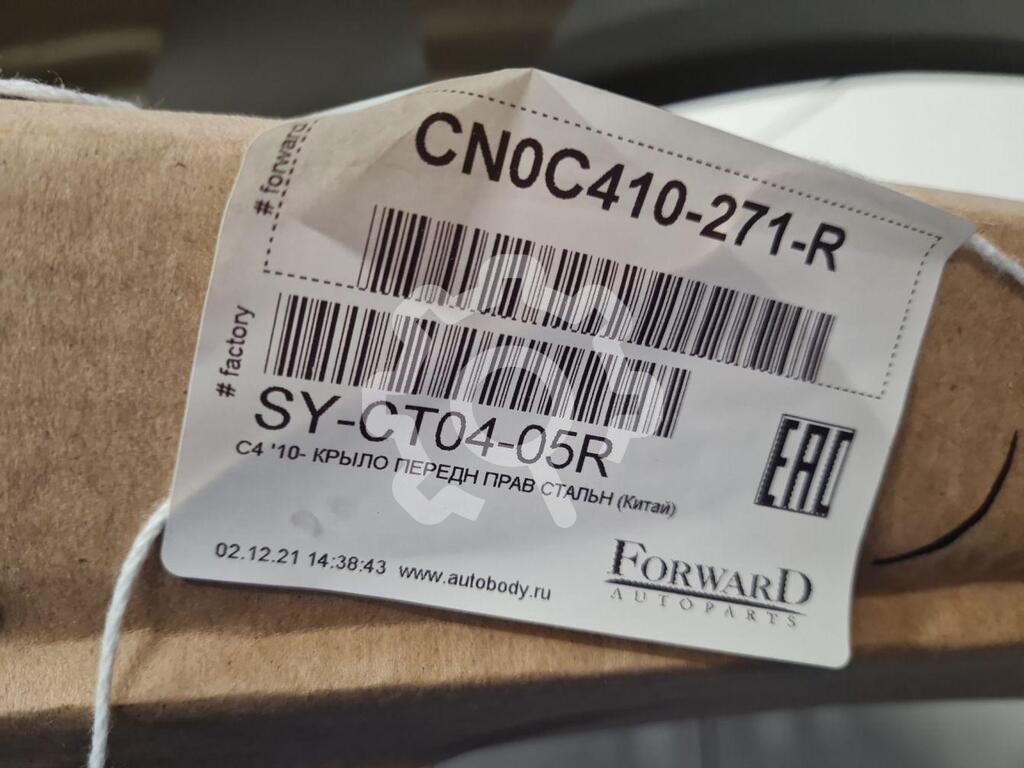 # forward
CN0C410-271-R
# factory
SY-CT04-05R
C4 '10- КРЫЛО ПЕРЕДН ПРАВ СТАЛЬН (Китай)
EAC
02.12.21 14:38:43 www.autobody.ru
FORWARD
AUTOPARTS